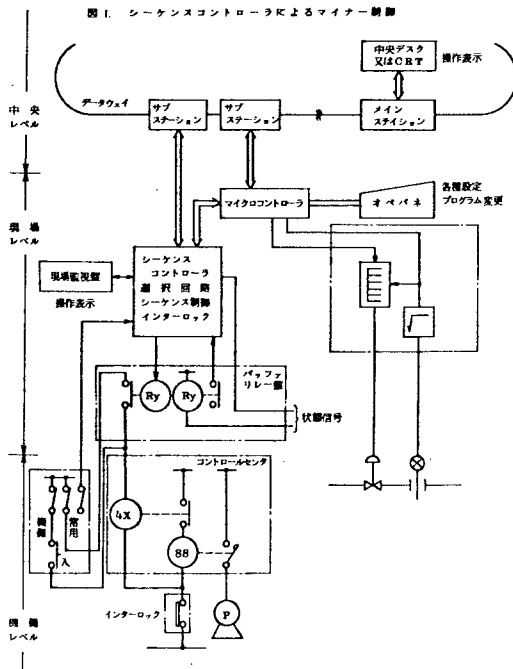 図1. シーケンスコントローラによるマイナー制御
中央デスク
又はCRT
操作表示
データウェイ
サブ
ステーション
サブ
ステーション
メイン
ステイション
中央
レベル
マイクロコントローラ
オペパネ
各種設定
プログラム変更
現場
レベル
シーケンス
コントローラ
選択回路
シーケンス制御
インターロック
現場監視盤
操作表示
バッファ
リレー盤
Ry
Ry
状態信号
コントロールセンタ
機側
常用
入
4X
88
インターロック
P
機側
レベル